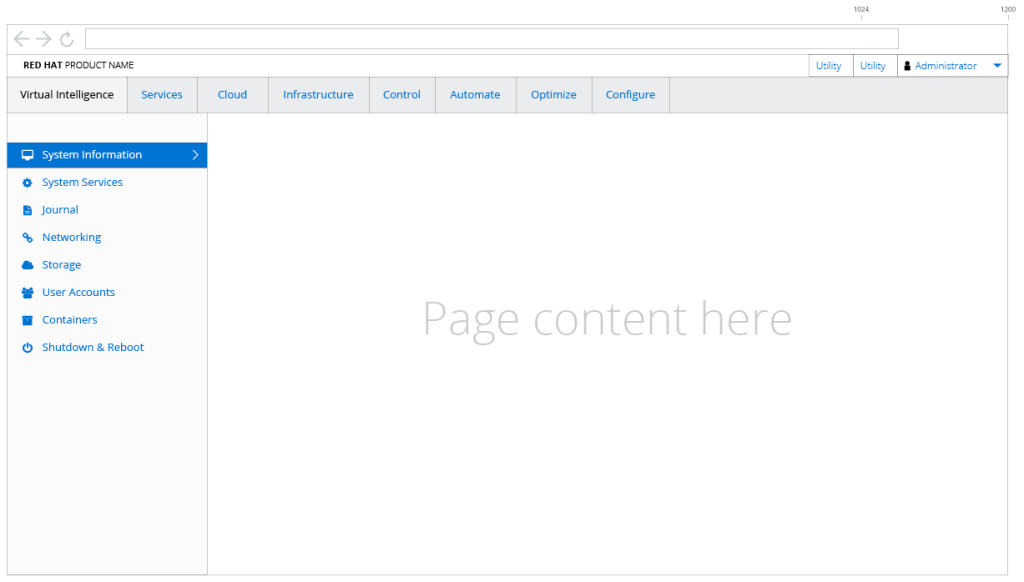 1024 1200
RED HAT PRODUCT NAME Utility Utility Administrator
Virtual Intelligence Services Cloud Infrastructure Control Automate Optimize Configure
System Information
System Services
Journal
Networking
Storage
User Accounts
Containers
Shutdown & Reboot
Page content here